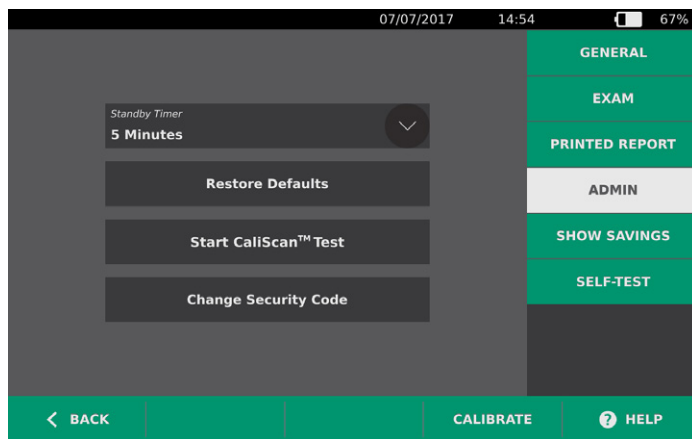 07/07/2017 14:54 67%
GENERAL
EXAM
Standby Timer
5 Minutes
PRINTED REPORT
Restore Defaults
ADMIN
Start CaliScan™ Test
SHOW SAVINGS
SELF-TEST
Change Security Code
BACK CALIBRATE ? HELP